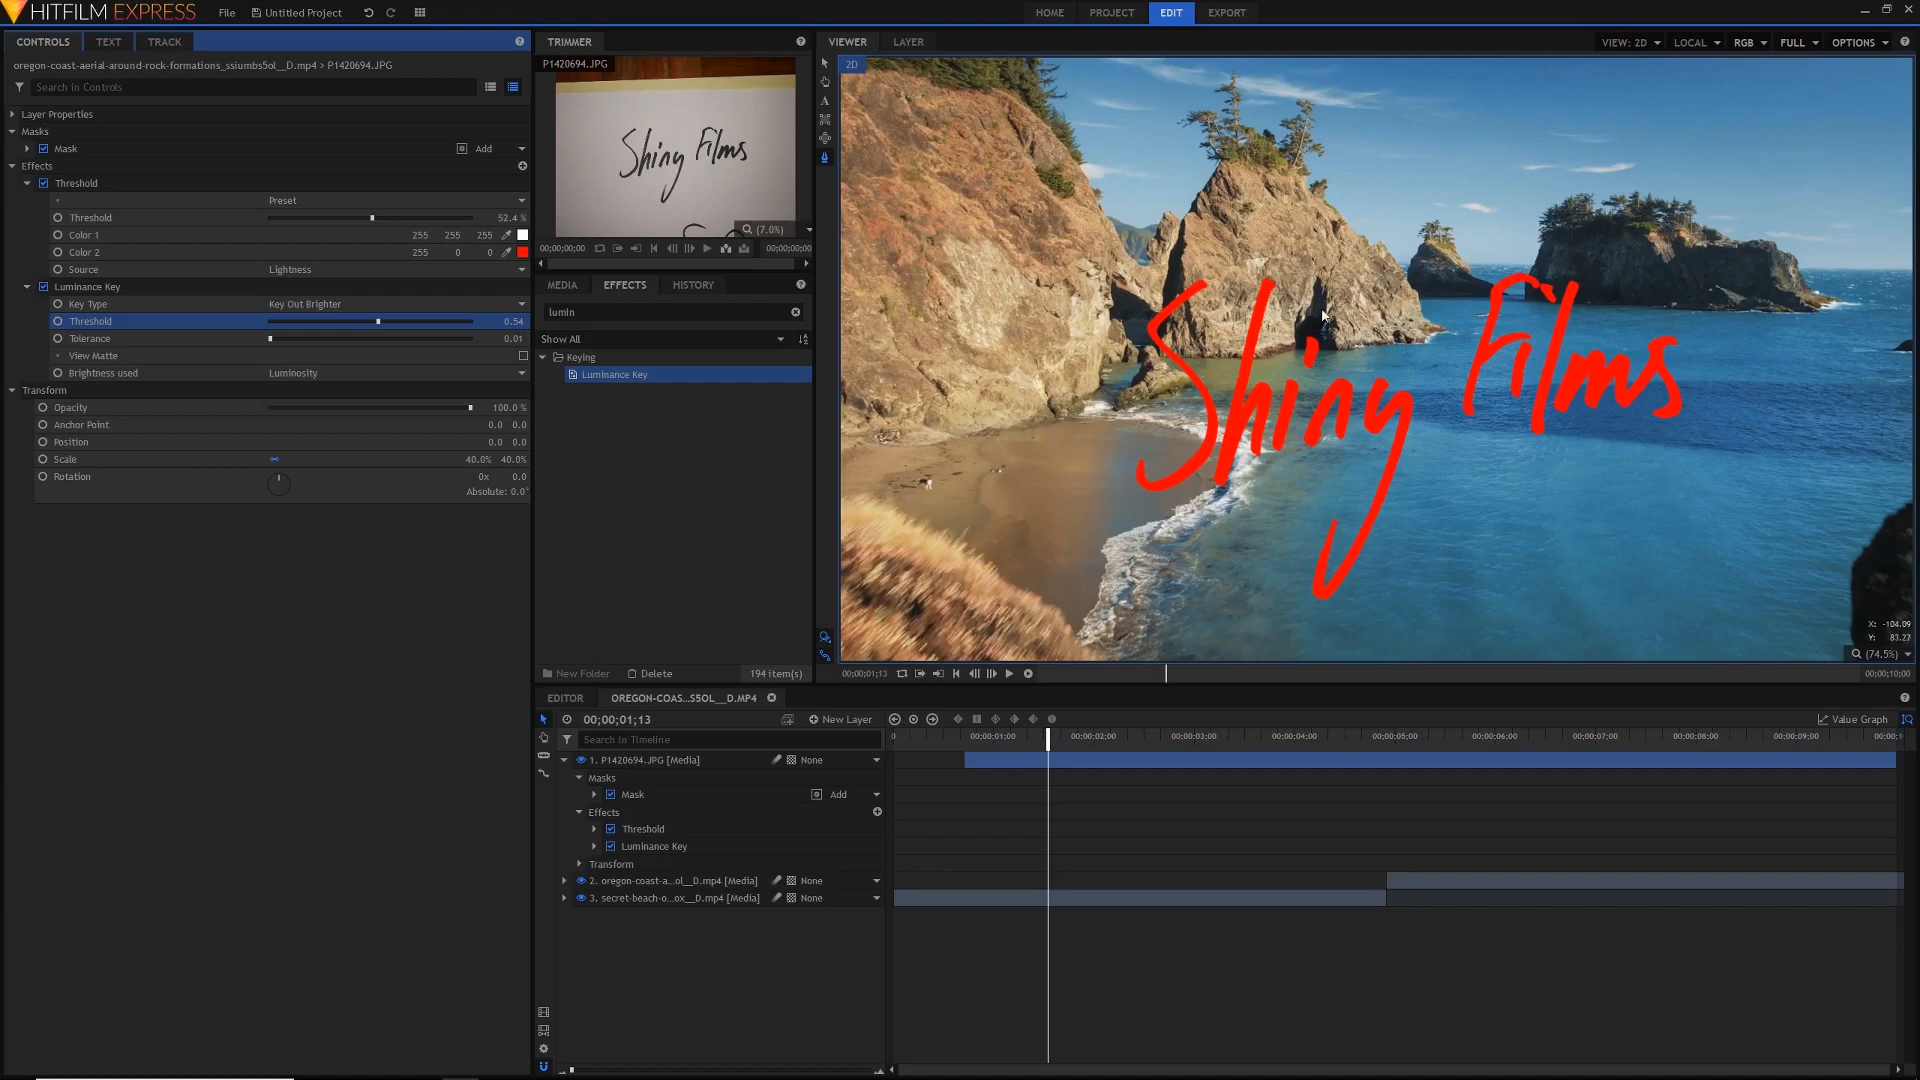 HITFILM EXPRESS File Untitled Project HOME PROJECT EDIT EXPORT
CONTROLS TEXT TRACK
oregon-coast-aerial-around-rock-formations_ssiumbs5ol__D.mp4 > P1420694.JPG
Search in Controls
Layer Properties
Masks
Mask Add
Effects
Threshold
Preset
Threshold 52.4 %
Color 1 255 255 255
Color 2 255 0 0
Source Lightness
Luminance Key
Key Type Key Out Brighter
Threshold 0.54
Tolerance 0.01
View Matte
Brightness used Luminosity
Transform
Opacity 100.0 %
Anchor Point 0.0 0.0
Position 0.0 0.0
Scale 40.0% 40.0%
Rotation 0x 0.0
Absolute: 0.0°
TRIMMER
P1420694.JPG
Shiny Films
(7.0%)
00;00;00;00 00;00;00;00
MEDIA EFFECTS HISTORY
lumin
Show All
Keying
Luminance Key
New Folder Delete 194 item(s)
VIEWER LAYER VIEW: 2D LOCAL RGB FULL OPTIONS
2D
A
Shiny Films
X: -104.09
Y: 83.27
(74.5%)
00;00;01;13 00;00;10;00
EDITOR OREGON-COAS...S5OL__D.MP4
00;00;01;13 New Layer Value Graph
Search in Timeline
0 00;00;01;00 00;00;02;00 00;00;03;00 00;00;04;00 00;00;05;00 00;00;06;00 00;00;07;00 00;00;08;00 00;00;09;00
1. P1420694.JPG [Media] None
Masks
Mask Add
Effects
Threshold
Luminance Key
Transform
2. oregon-coast-a...ol__D.mp4 [Media] None
3. secret-beach-o...ox__D.mp4 [Media] None